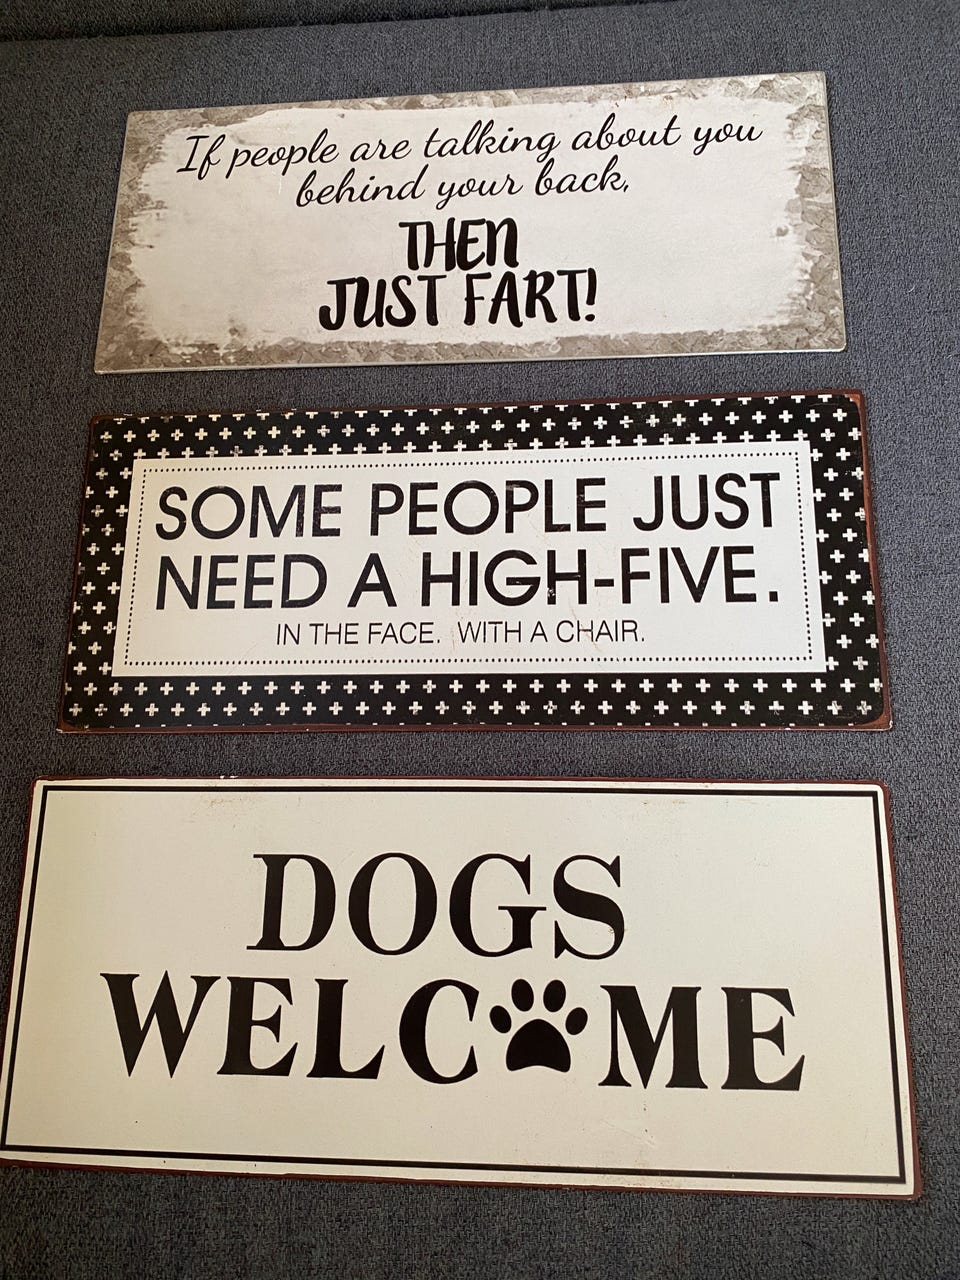 If people are talking about you
behind your back,
THEN
JUST FART!
SOME PEOPLE JUST
NEED A HIGH-FIVE.
IN THE FACE. WITH A CHAIR.
DOGS
WELCOME